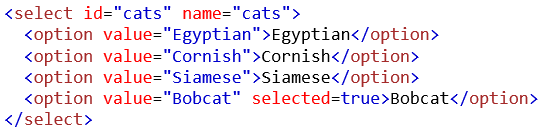 <select id="cats" name="cats">
  <option value="Egyptian">Egyptian</option>
  <option value="Cornish">Cornish</option>
  <option value="Siamese">Siamese</option>
  <option value="Bobcat" selected=true>Bobcat</option>
</select>